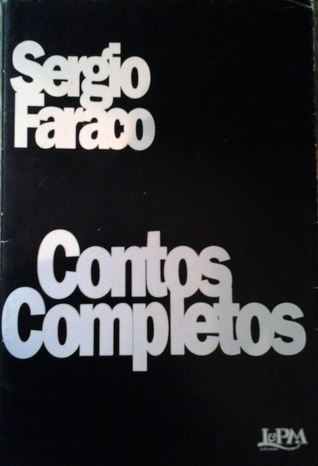 Sergio
Faraco
Contos
Completos
L&PM